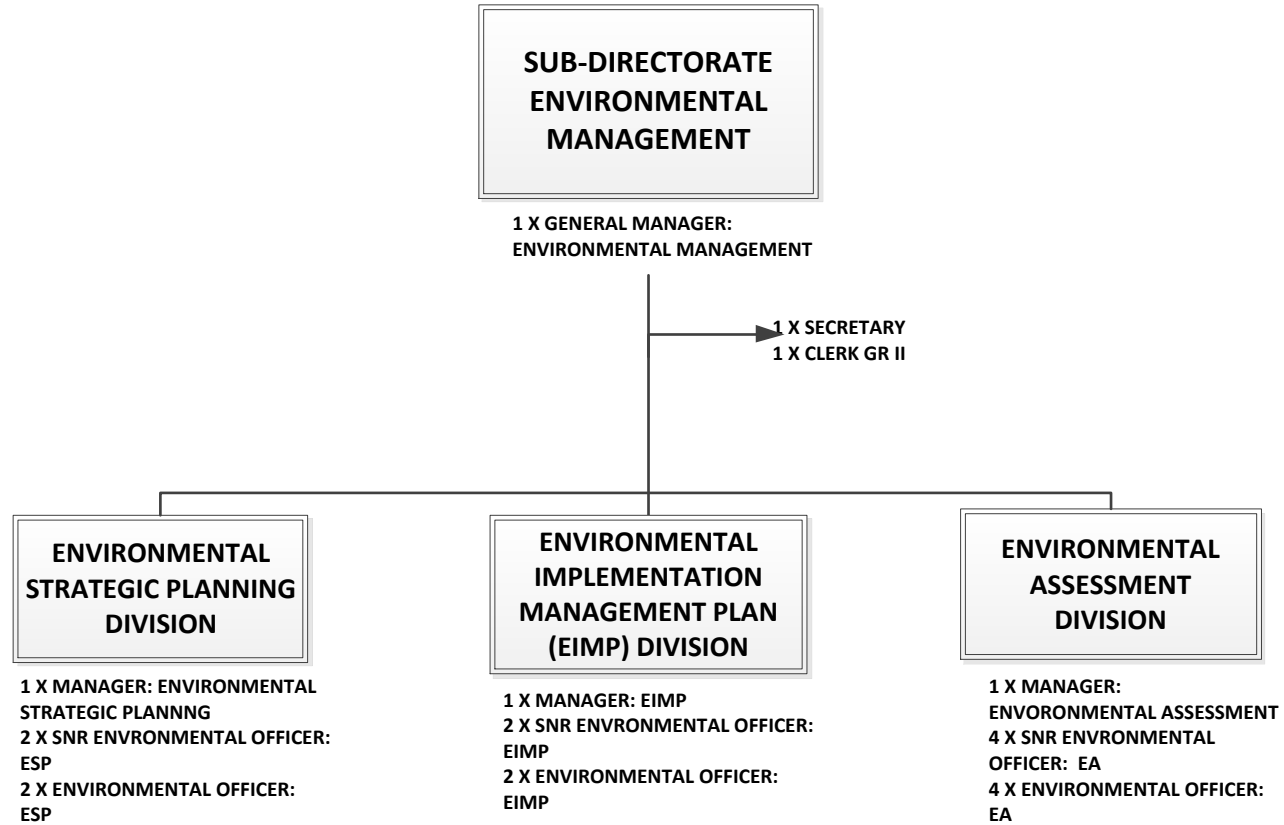 SUB-DIRECTORATE
ENVIRONMENTAL
MANAGEMENT
1 X GENERAL MANAGER:
ENVIRONMENTAL MANAGEMENT
1 X SECRETARY
1 X CLERK GR II
ENVIRONMENTAL
STRATEGIC PLANNING
DIVISION
1 X MANAGER: ENVIRONMENTAL
STRATEGIC PLANNNG
2 X SNR ENVRONMENTAL OFFICER:
ESP
2 X ENVIRONMENTAL OFFICER:
ESP
ENVIRONMENTAL
IMPLEMENTATION
MANAGEMENT PLAN
(EIMP) DIVISION
1 X MANAGER: EIMP
2 X SNR ENVIRONMENTAL OFFICER:
EIMP
2 X ENVIRONMENTAL OFFICER:
EIMP
ENVIRONMENTAL
ASSESSMENT
DIVISION
1 X MANAGER:
ENVORONMENTAL ASSESSMENT
4 X SNR ENVRONMENTAL
OFFICER: EA
4 X ENVIRONMENTAL OFFICER:
EA